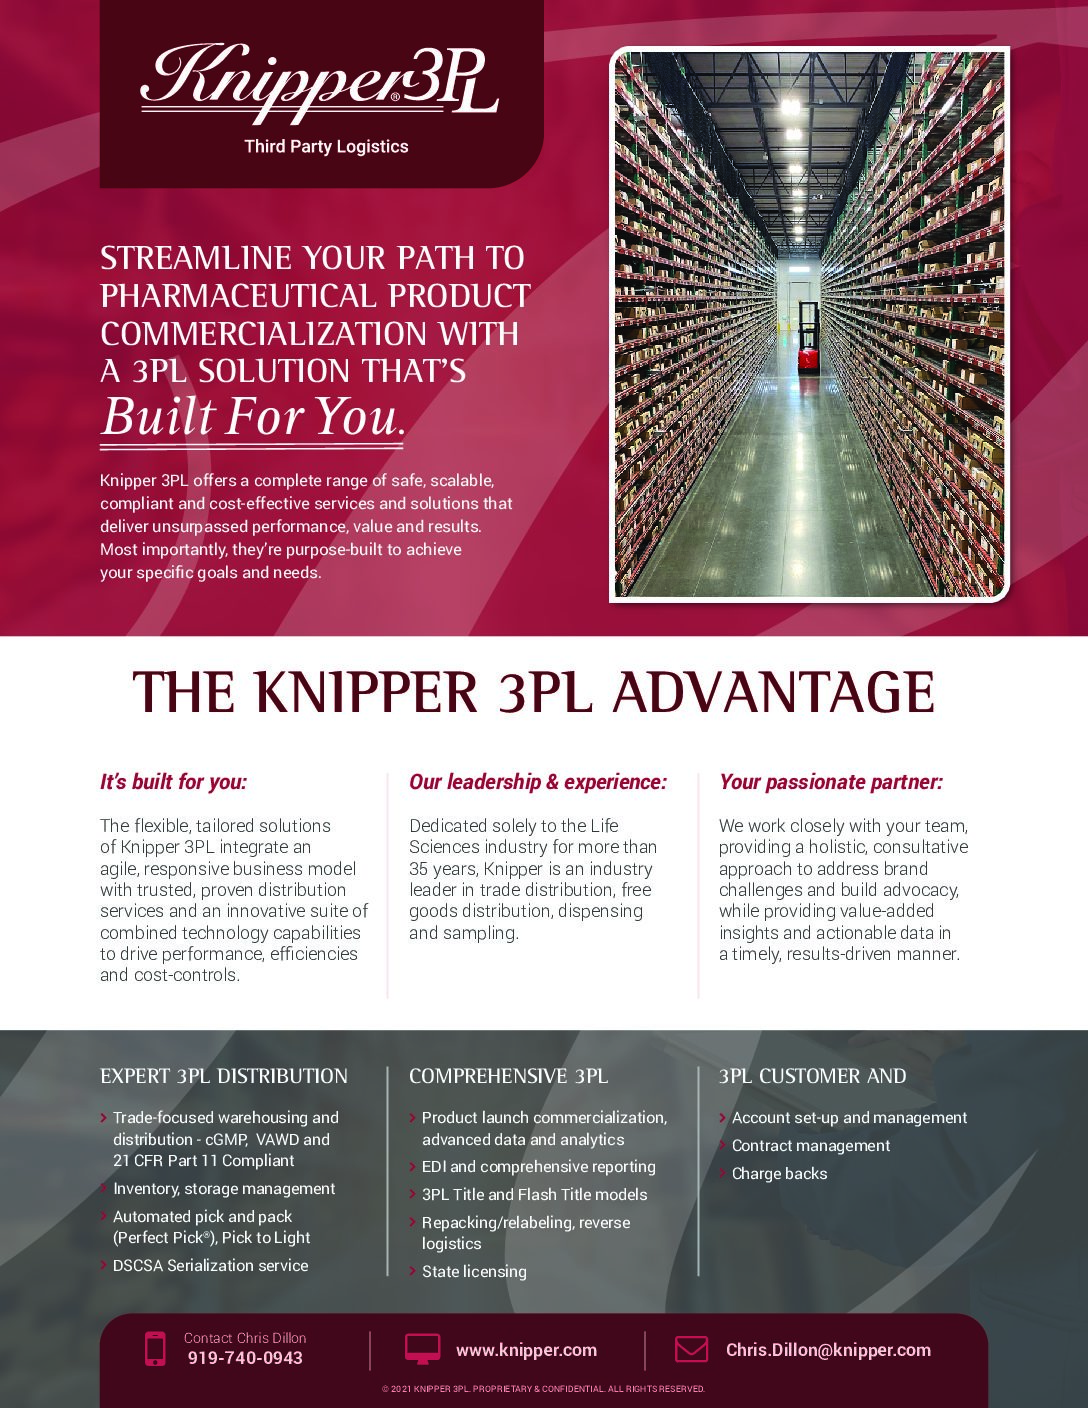 Knipper® 3PL
Third Party Logistics
STREAMLINE YOUR PATH TO
PHARMACEUTICAL PRODUCT
COMMERCIALIZATION WITH
A 3PL SOLUTION THAT’S
Built For You.
Knipper 3PL offers a complete range of safe, scalable,
compliant and cost-effective services and solutions that
deliver unsurpassed performance, value and results.
Most importantly, they’re purpose-built to achieve
your specific goals and needs.
THE KNIPPER 3PL ADVANTAGE
It’s built for you:
The flexible, tailored solutions
of Knipper 3PL integrate an
agile, responsive business model
with trusted, proven distribution
services and an innovative suite of
combined technology capabilities
to drive performance, efficiencies
and cost-controls.
Our leadership & experience:
Dedicated solely to the Life
Sciences industry for more than
35 years, Knipper is an industry
leader in trade distribution, free
goods distribution, dispensing
and sampling.
Your passionate partner:
We work closely with your team,
providing a holistic, consultative
approach to address brand
challenges and build advocacy,
while providing value-added
insights and actionable data in
a timely, results-driven manner.
EXPERT 3PL DISTRIBUTION
Trade-focused warehousing and
distribution - cGMP, VAWD and
21 CFR Part 11 Compliant
Inventory, storage management
Automated pick and pack
(Perfect Pick®), Pick to Light
DSCSA Serialization service
COMPREHENSIVE 3PL
Product launch commercialization,
advanced data and analytics
EDI and comprehensive reporting
3PL Title and Flash Title models
Repacking/relabeling, reverse
logistics
State licensing
3PL CUSTOMER AND
Account set-up and management
Contract management
Charge backs
Contact Chris Dillon
919-740-0943
www.knipper.com
Chris.Dillon@knipper.com
© 2021 KNIPPER 3PL. PROPRIETARY & CONFIDENTIAL. ALL RIGHTS RESERVED.